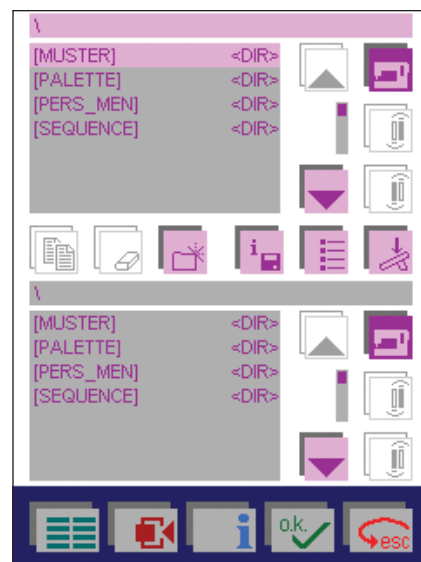 \
[MUSTER] <DIR>
[PALETTE] <DIR>
[PERS_MEN] <DIR>
[SEQUENCE] <DIR>
i
\
[MUSTER] <DIR>
[PALETTE] <DIR>
[PERS_MEN] <DIR>
[SEQUENCE] <DIR>
i o.k. esc